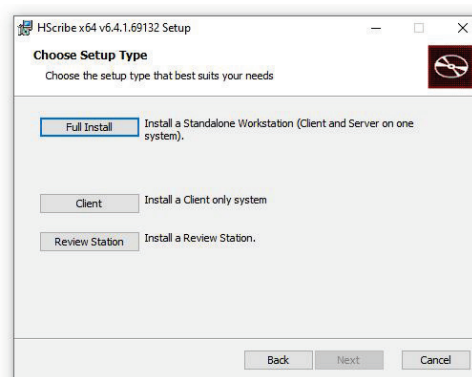 HScribe x64 v6.4.1.69132 Setup
Choose Setup Type
Choose the setup type that best suits your needs
Full Install
Install a Standalone Workstation (Client and Server on one
system).
Client
Install a Client only system
Review Station
Install a Review Station.
Back
Next
Cancel